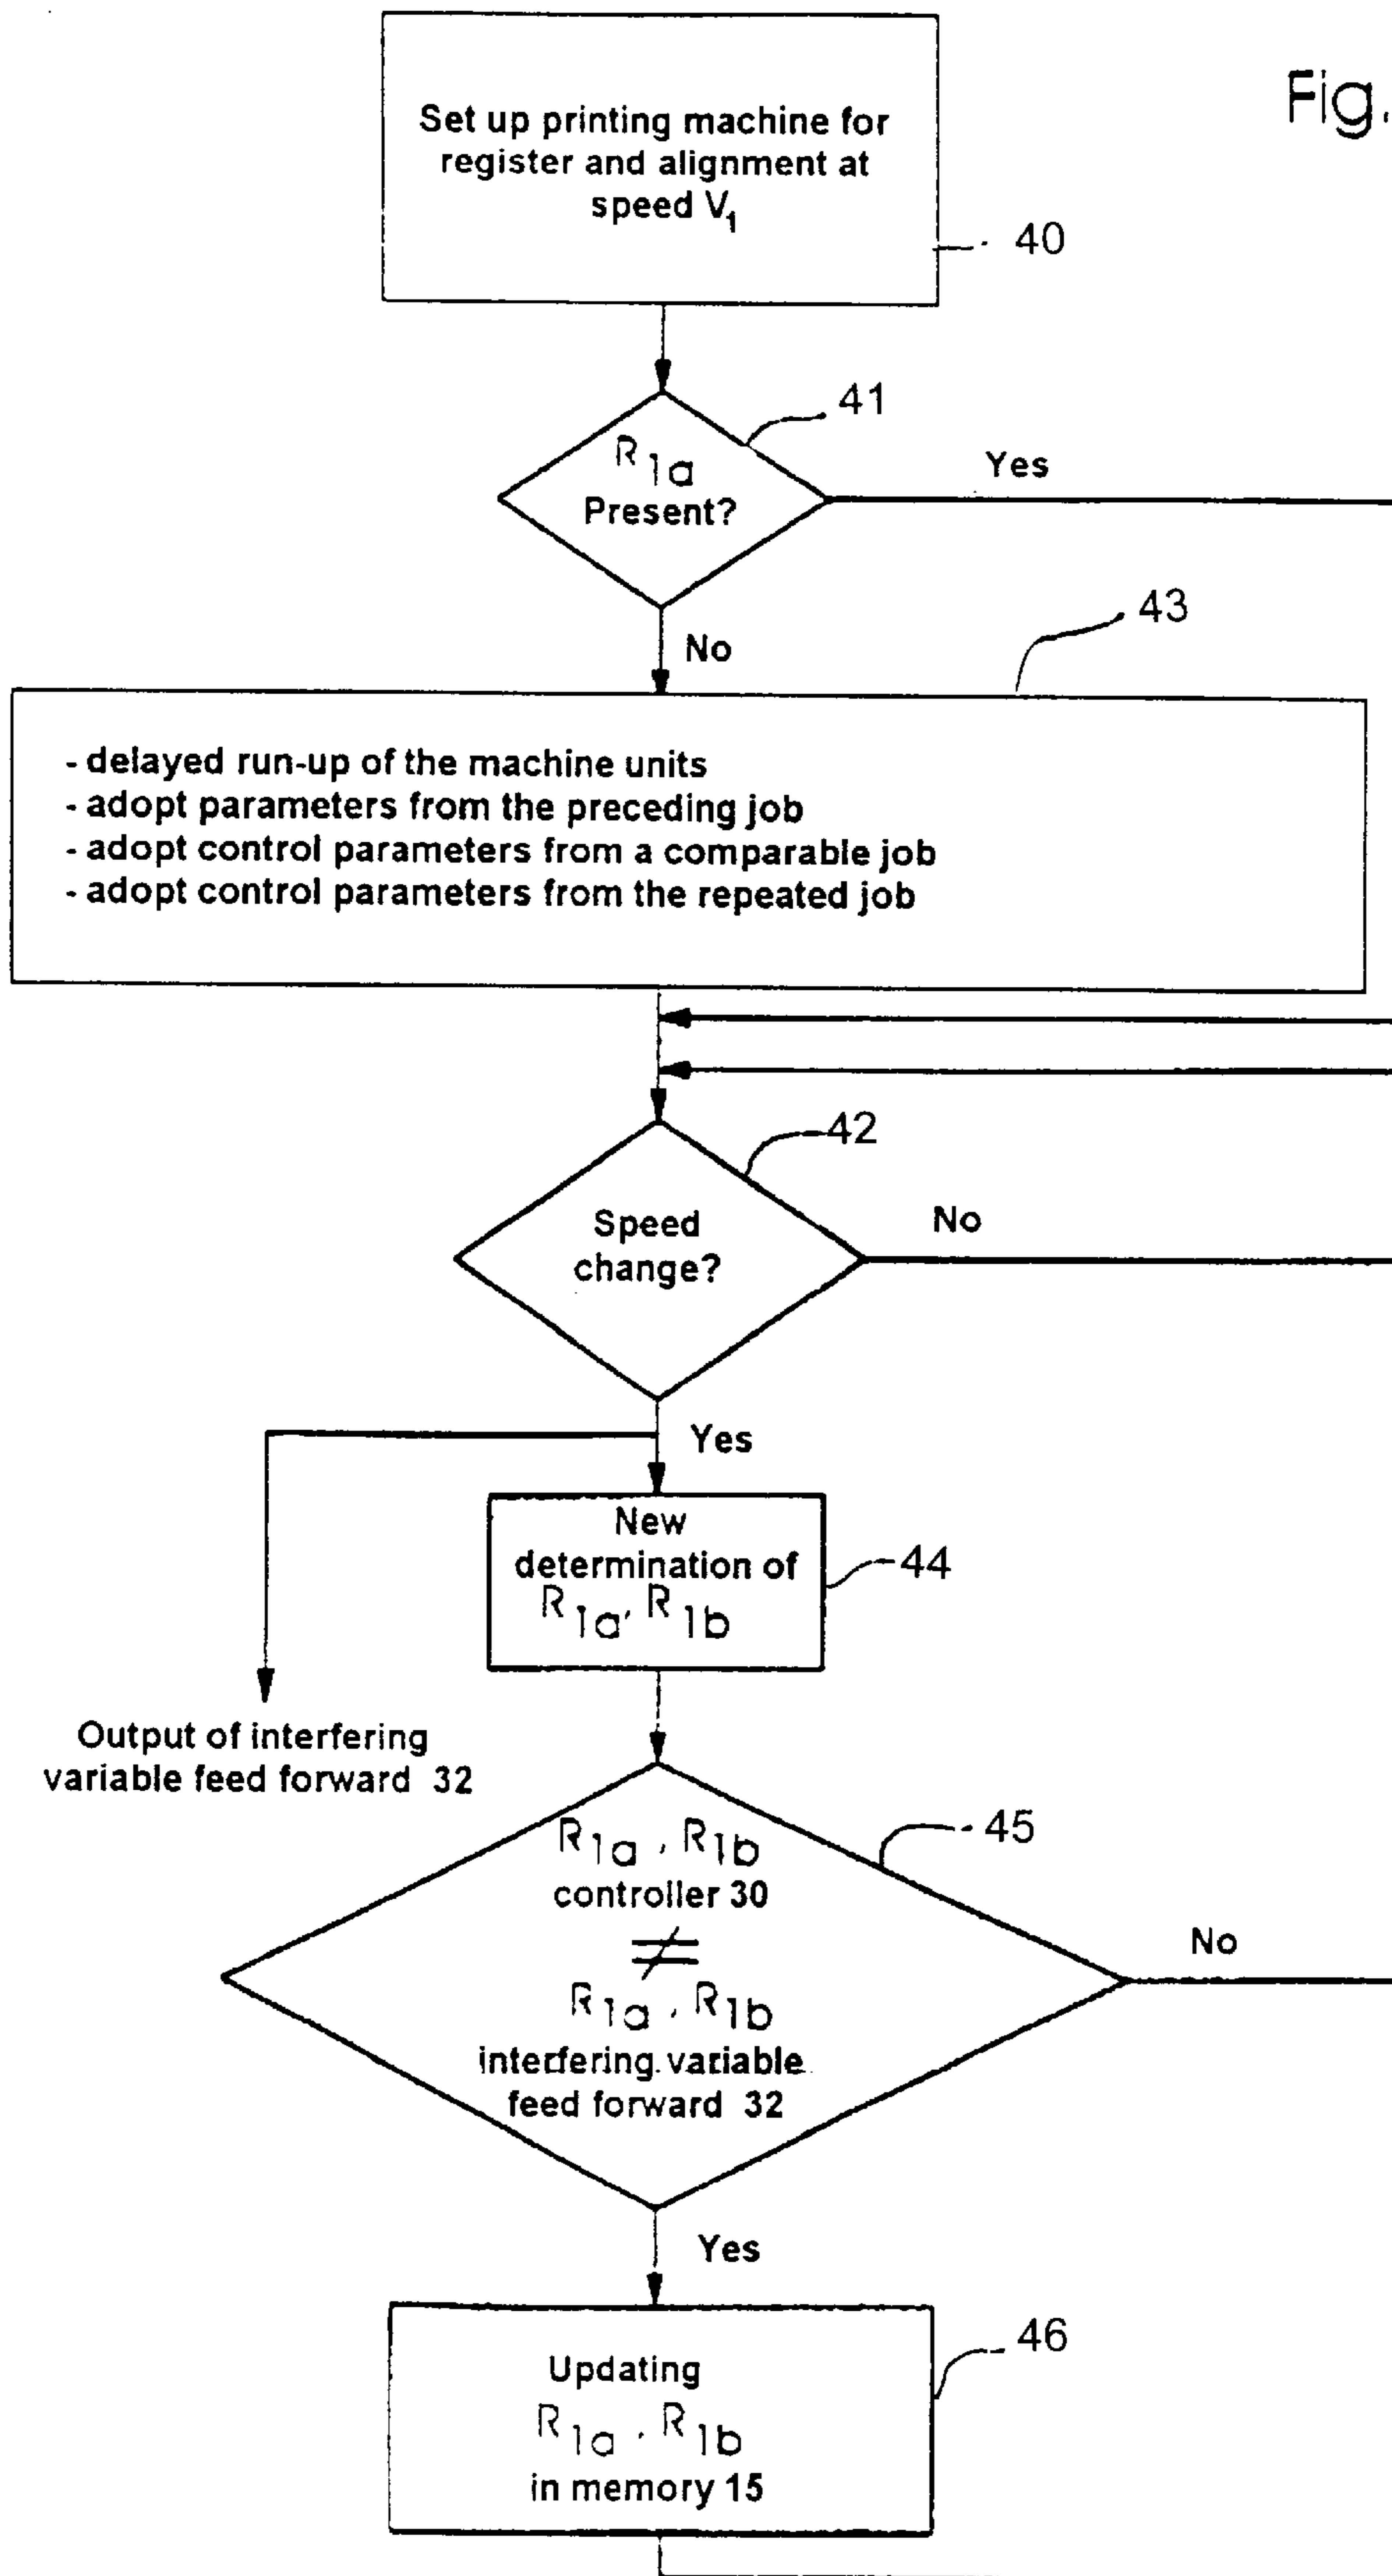 Fig.
Set up printing machine for
register and alignment at
speed V₁
40
41
R₁ₐ
Present?
Yes
43
No
- delayed run-up of the machine units
- adopt parameters from the preceding job
- adopt control parameters from a comparable job
- adopt control parameters from the repeated job
42
Speed
change?
No
Yes
New
determination of
R1a, R1b
44
Output of interfering
variable feed forward 32
R1a, R1b
controller 30
≠
R1a, R1b
interfering variable
feed forward 32
45
No
Yes
46
Updating
R1a, R1b
in memory 15